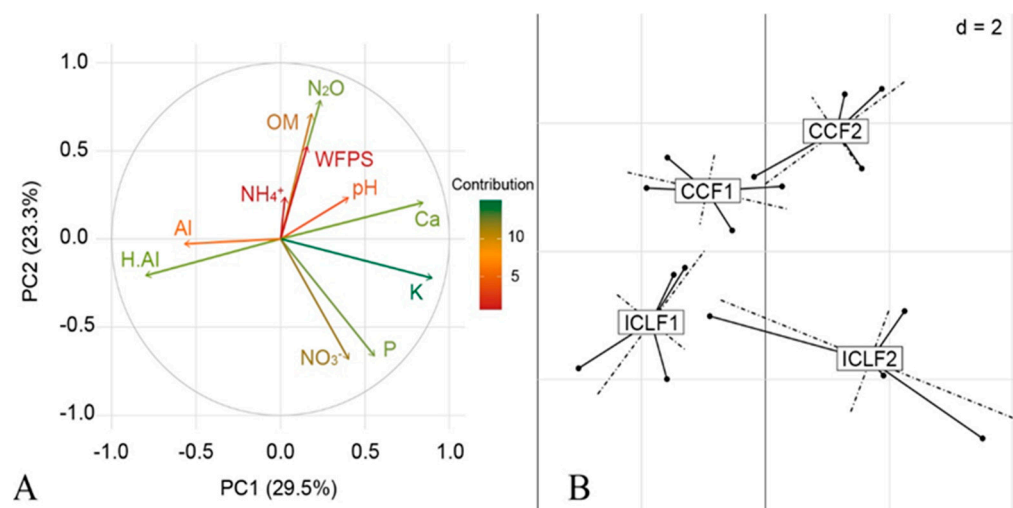 d = 2
1.0
N₂O
OM
CCF2
0.5
WFPS
Contribution
NH₄⁺
pH
CCF1
Ca
10
Al
0.0
H.Al
5
K
PC2 (23.3%)
ICLF1
-0.5
NO₃⁻
P
ICLF2
-1.0
-1.0 -0.5 0.0 0.5 1.0
A
PC1 (29.5%)
B